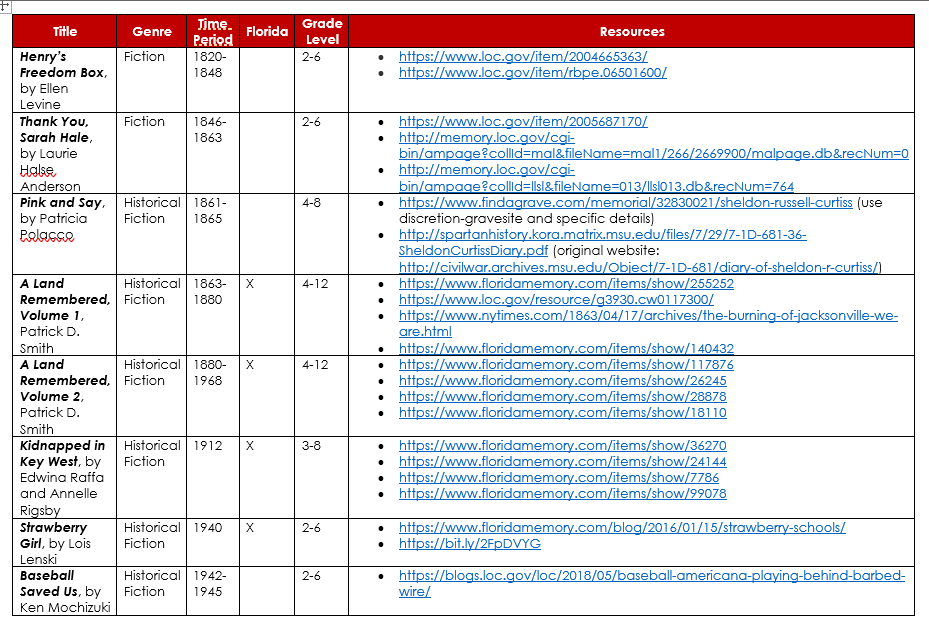 Title Genre Time Period Florida Grade Level Resources
Henry's
Freedom Box,
by Ellen
Levine
Fiction
1820-
1848
2-6
https://www.loc.gov/item/2004665363/
https://www.loc.gov/item/rbpe.06501600/
Thank You,
Sarah Hale,
by Laurie
Halse
Anderson
Fiction
1846-
1863
2-6
https://www.loc.gov/item/2005687170/
http://memory.loc.gov/cgi-
bin/ampage?collId=mal&fileName=mal1/266/2669900/malpage.db&recNum=0
http://memory.loc.gov/cgi-
bin/ampage?collId=llsl&fileName=013/llsl013.db&recNum=764
Pink and Say,
by Patricia
Polacco
Historical
Fiction
1861-
1865
4-8
https://www.findagrave.com/memorial/32830021/sheldon-russell-curtiss (use
discretion-gravesite and specific details)
http://spartanhistory.kora.matrix.msu.edu/files/7/29/7-1D-681-36-
SheldonCurtissDiary.pdf (original website:
http://civilwar.archives.msu.edu/Object/7-1D-681/diary-of-sheldon-r-curtiss/)
A Land
Remembered,
Volume 1,
Patrick D.
Smith
Historical
Fiction
1863-
1880
X
4-12
https://www.floridamemory.com/items/show/255252
https://www.loc.gov/resource/g3930.cw0117300/
https://www.nytimes.com/1863/04/17/archives/the-burning-of-jacksonville-we-
are.html
https://www.floridamemory.com/items/show/140432
A Land
Remembered,
Volume 2,
Patrick D.
Smith
Historical
Fiction
1880-
1968
X
4-12
https://www.floridamemory.com/items/show/117876
https://www.floridamemory.com/items/show/26245
https://www.floridamemory.com/items/show/28878
https://www.floridamemory.com/items/show/18110
Kidnapped in
Key West, by
Edwina Raffa
and Annelle
Rigsby
Historical
Fiction
1912
X
3-8
https://www.floridamemory.com/items/show/36270
https://www.floridamemory.com/items/show/24144
https://www.floridamemory.com/items/show/7786
https://www.floridamemory.com/items/show/99078
Strawberry
Girl, by Lois
Lenski
Historical
Fiction
1940
X
2-6
https://www.floridamemory.com/blog/2016/01/15/strawberry-schools/
https://bit.ly/2FpDVYG
Baseball
Saved Us, by
Ken Mochizuki
Historical
Fiction
1942-
1945
2-6
https://blogs.loc.gov/loc/2018/05/baseball-americana-playing-behind-barbed-
wire/